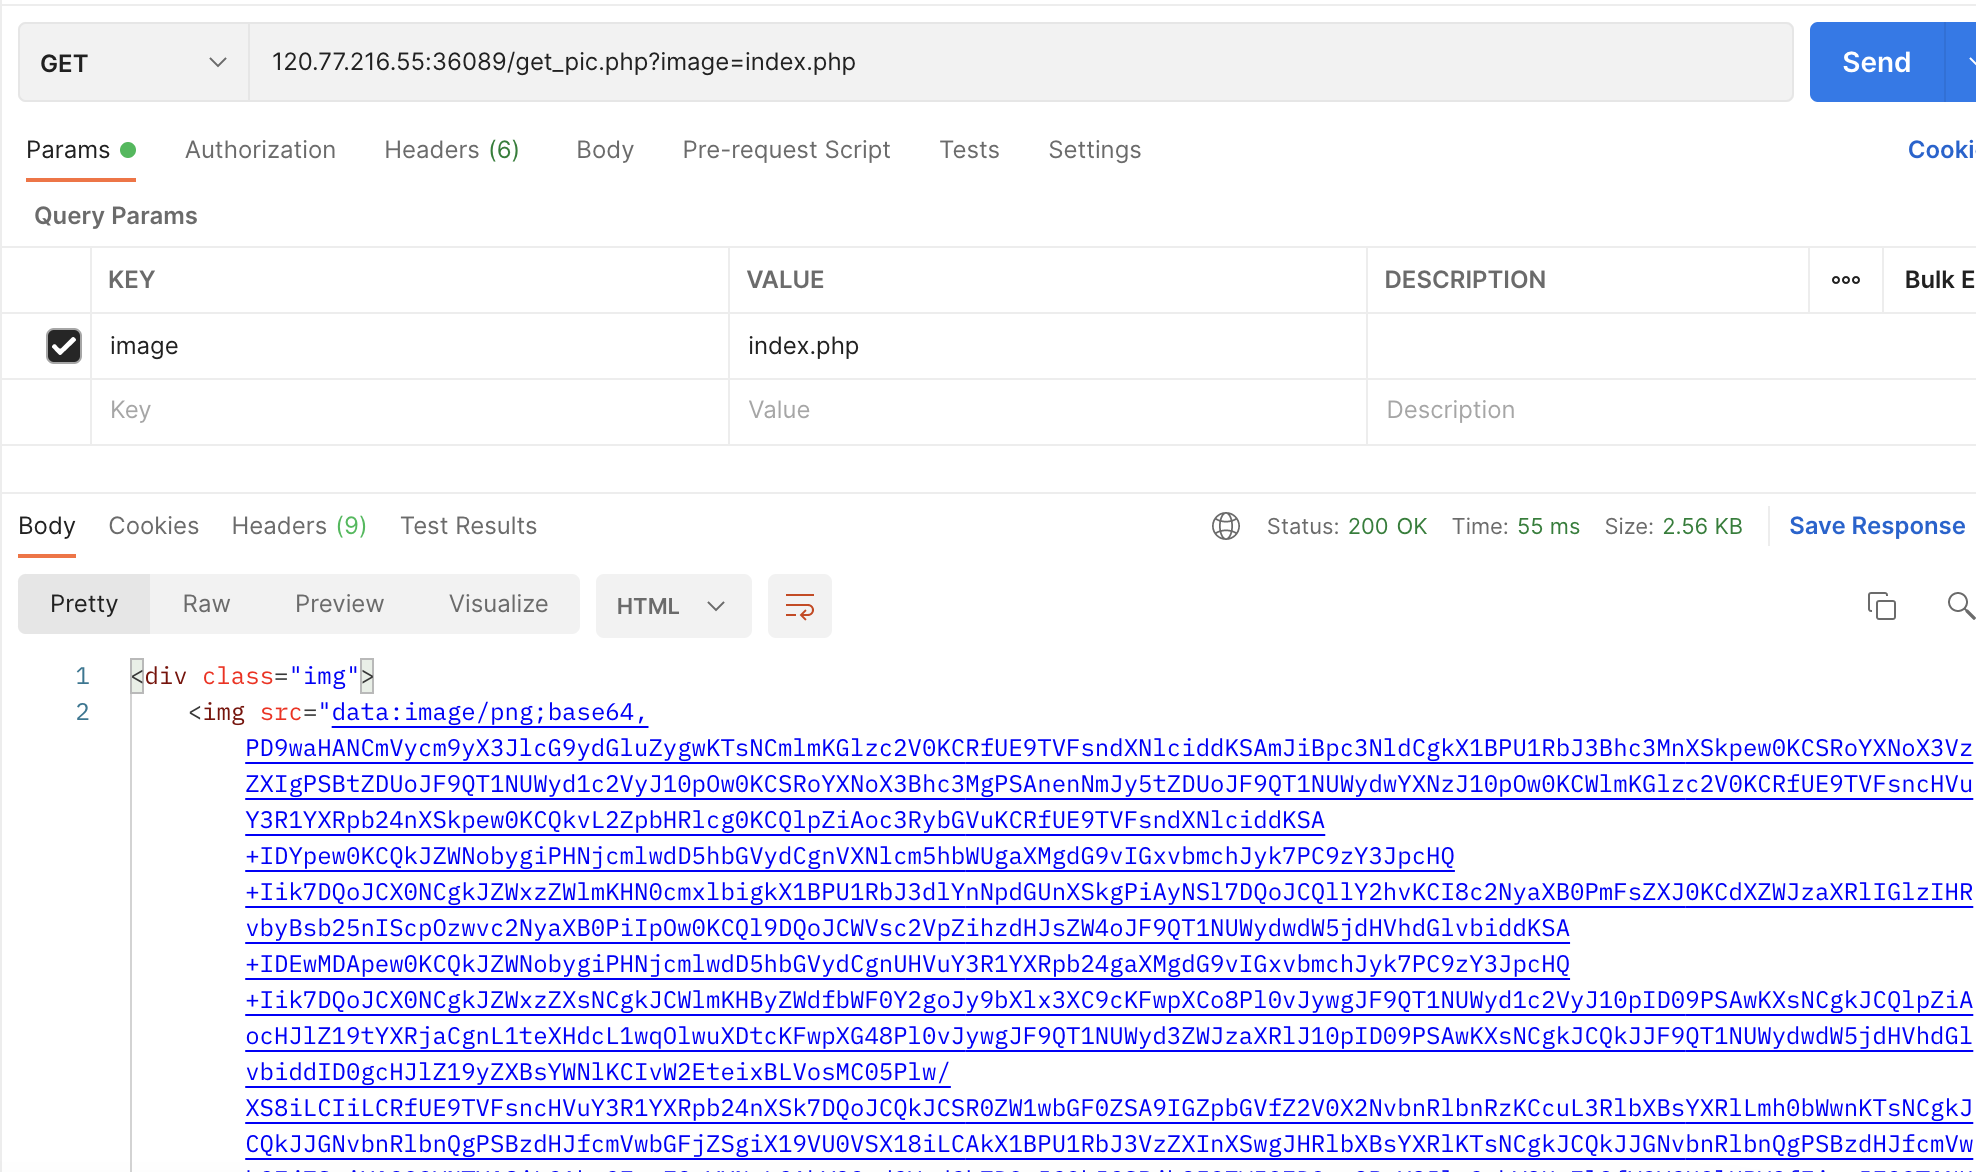 GET
120.77.216.55:36089/get_pic.php?image=index.php
Send
Params
Authorization
Headers (6)
Body
Pre-request Script
Tests
Settings
Cooki
Query Params
KEY
VALUE
DESCRIPTION
ooo
Bulk E
image
index.php
Key
Value
Description
Body
Cookies
Headers (9)
Test Results
Status: 200 OK
Time: 55 ms
Size: 2.56 KB
Save Response
Pretty
Raw
Preview
Visualize
HTML
1 <div class="img">
2 <img src="data:image/png;base64,
PD9waHANCmVycm9yX3JlcG9ydGluZygwKTsNCmlmKGlzc2V0KCRfUE9TVFsndXNlciddKSAmJiBpc3NldCgkX1BPU1RbJ3Bhc3MnXSkpew0KCSRoYXNoX3Vz
ZXIgPSBtZDUoJF9QT1NUWyd1c2VyJ10pOw0KCSRoYXNoX3Bhc3MgPSAnenNmJy5tZDUoJF9QT1NUWydwYXNzJ10pOw0KCWlmKGlzc2V0KCRfUE9TVFsncHVu
Y3R1YXRpb24nXSkpew0KCQkvL2ZpbHRlcg0KCQlpZiAoc3RybGVuKCRfUE9TVFsndXNlciddKSA
+IDYpew0KCQkJZWNobygiPHNjcmlwdD5hbGVydCgnVXNlcm5hbWUgaXMgdG9vIGxvbmchJyk7PC9zY3JpcHQ
+Iik7DQoJCX0NCgkJZWxzZWlmKHN0cmxlbigkX1BPU1RbJ3dlYnNpdGUnXSkgPiAyNSl7DQoJCQllY2hvKCI8c2NyaXB0PmFsZXJ0KCdXZWJzaXRlIGlzIHR
vbyBsb25nIScpOzwvc2NyaXB0PiIpOw0KCQl9DQoJCWVsc2VpZihzdHJsZW4oJF9QT1NUWydwdW5jdHVhdGlvbiddKSA
+IDEwMDApew0KCQkJZWNobygiPHNjcmlwdD5hbGVydCgnUHVuY3R1YXRpb24gaXMgdG9vIGxvbmchJyk7PC9zY3JpcHQ
+Iik7DQoJCX0NCgkJZWxzZXsNCgkJCWlmKHByZWdfbWF0Y2goJy9bXlx3XC9cKFwpXCo8Pl0vJywgJF9QT1NUWyd1c2VyJ10pID09PSAwKXsNCgkJCQlpZiA
ocHJlZ19tYXRjaCgnL1teXHdcL1wqOlwuXDtcKFwpXG48Pl0vJywgJF9QT1NUWyd3ZWJzaXRlJ10pID09PSAwKXsNCgkJCQkJJF9QT1NUWydwdW5jdHVhdGl
vbiddID0gcHJlZ19yZXBsYWNlKCIvW2EteixBLVosMC05Plw/
XS8iLCIiLCRfUE9TVFsncHVuY3R1YXRpb24nXSk7DQoJCQkJCSR0ZW1wbGF0ZSA9IGZpbGVfZ2V0X2NvbnRlbnRzKCcuL3RlbXBsYXRlLmh0bWwnKTsNCgkJ
CQkJJGNvbnRlbnQgPSBzdHJfcmVwbGFjZSgiX19VU0VSX18iLCAkX1BPU1RbJ3VzZXInXSwgJHRlbXBsYXRlKTsNCgkJCQkJJGNvbnRlbnQgPSBzdHJfcmVw